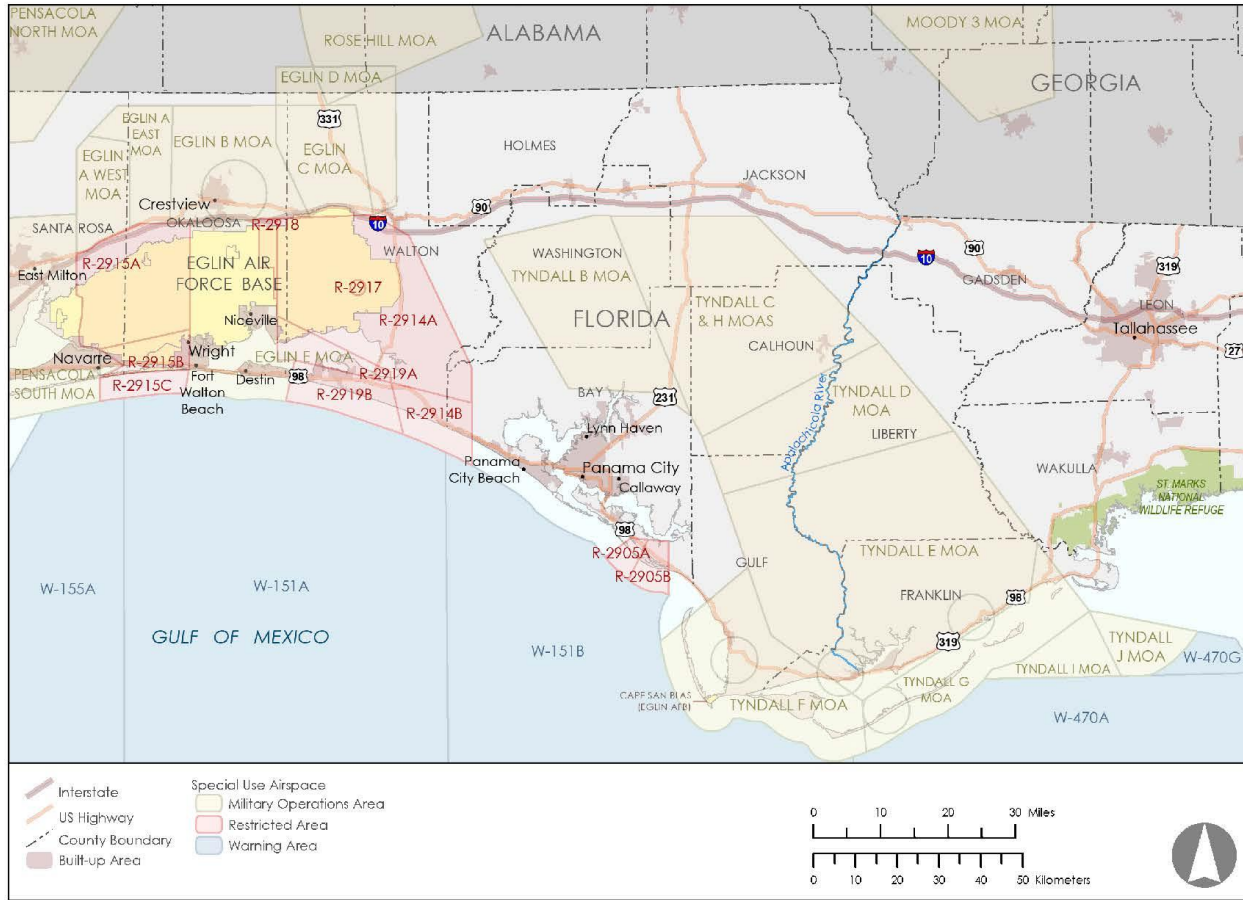 PENSACOLA
NORTH MOA
ROSE HILL MOA
ALABAMA
MOODY 3 MOA
GEORGIA
EGLIN D MOA
331
EGLIN A
EAST
MOA
EGLIN B MOA
EGLIN
C MOA
EGLIN
A WEST
MOA
HOLMES
JACKSON
Crestview
OKALOOSA
SANTA ROSA
R-2918
10
90
WALTON
WASHINGTON
TYNDALL B MOA
90
10
GADSDEN
319
LEON
Tallahassee
27
R-2915A
East Milton
EGLIN AIR
FORCE BASE
R-2917
Niceville
R-2914A
FLORIDA
TYNDALL C
& H MOAS
CALHOUN
Navarre
R-2915B
Wright
EGLIN E MOA
PENSACOLA
SOUTH MOA
R-2915C
Fort
Walton
Beach
Destin
98
R-2919A
R-2919B
R-2914B
BAY
231
Lynn Haven
Panama
City Beach
Panama City
Callaway
Apalachicola River
TYNDALL D
MOA
LIBERTY
WAKULLA
ST. MARKS
NATIONAL
WILDLIFE REFUGE
98
R-2905A
R-2905B
GULF
TYNDALL E MOA
FRANKLIN
98
319
W-155A
W-151A
GULF OF MEXICO
W-151B
CAPE SAN BLAS
(EGLIN AFB)
TYNDALL F MOA
TYNDALL G
MOA
TYNDALL I MOA
TYNDALL
J MOA
W-470G
W-470A
Interstate
US Highway
County Boundary
Built-up Area
Special Use Airspace
Military Operations Area
Restricted Area
Warning Area
0 10 20 30 Miles
0 10 20 30 40 50 Kilometers